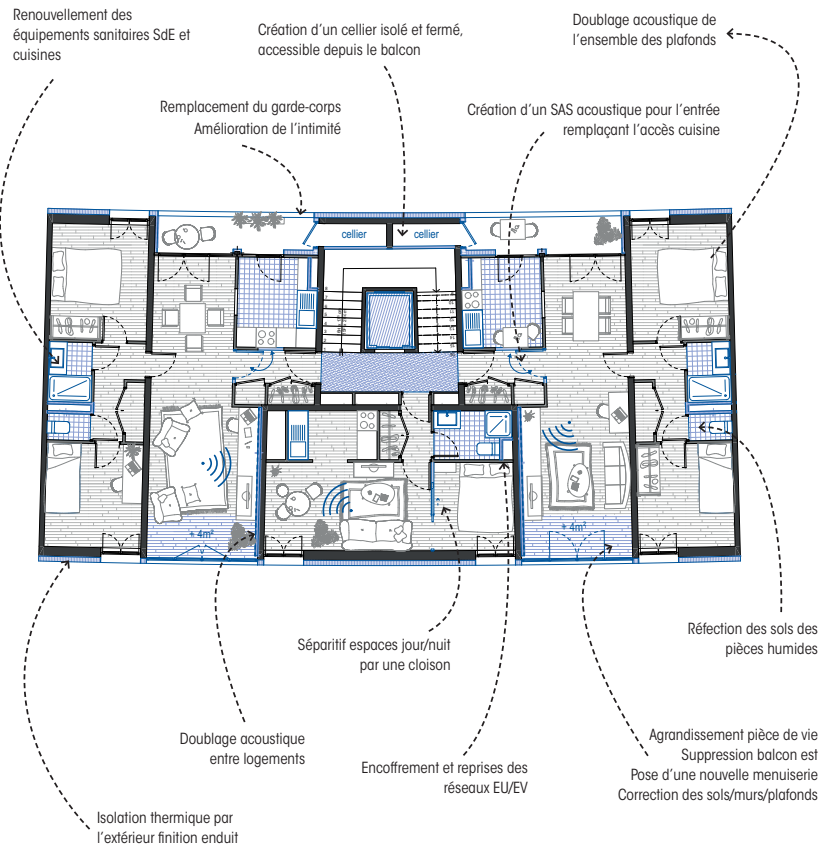 Renouvellement des
équipements sanitaires SdE et
cuisines
Création d’un cellier isolé et fermé,
accessible depuis le balcon
Doublage acoustique de
l’ensemble des plafonds
Remplacement du garde-corps
Amélioration de l’intimité
Création d’un SAS acoustique pour l’entrée
remplaçant l’accès cuisine
cellier
cellier
+ 4m²
+ 4m²
Séparitif espaces jour/nuit
par une cloison
Réfection des sols des
pièces humides
Doublage acoustique
entre logements
Encoffrement et reprises des
réseaux EU/EV
Agrandissement pièce de vie
Suppression balcon est
Pose d’une nouvelle menuiserie
Correction des sols/murs/plafonds
Isolation thermique par
l’extérieur finition enduit